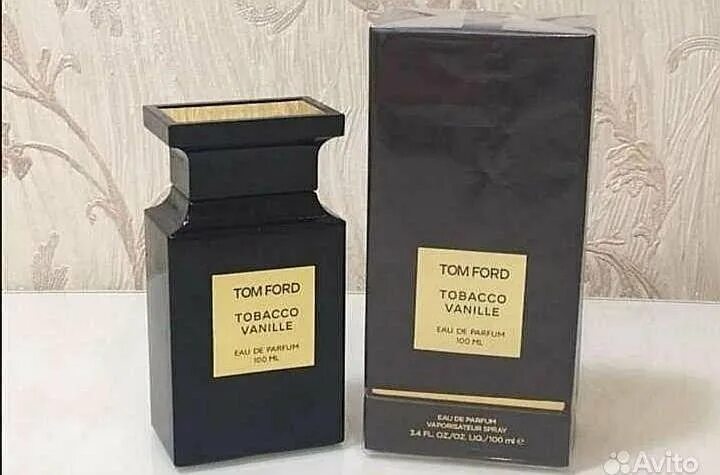 TOM FORD
TOBACCO
VANILLE
EAU DE PARFUM
100 ML
TOM FORD
TOBACCO
VANILLE
EAU DE PARFUM
100 ML
EAU DE PARFUM
VAPORISATEUR SPRAY
3.4 FL. OZ./OZ. LIQ./100 ml ℮
Avito